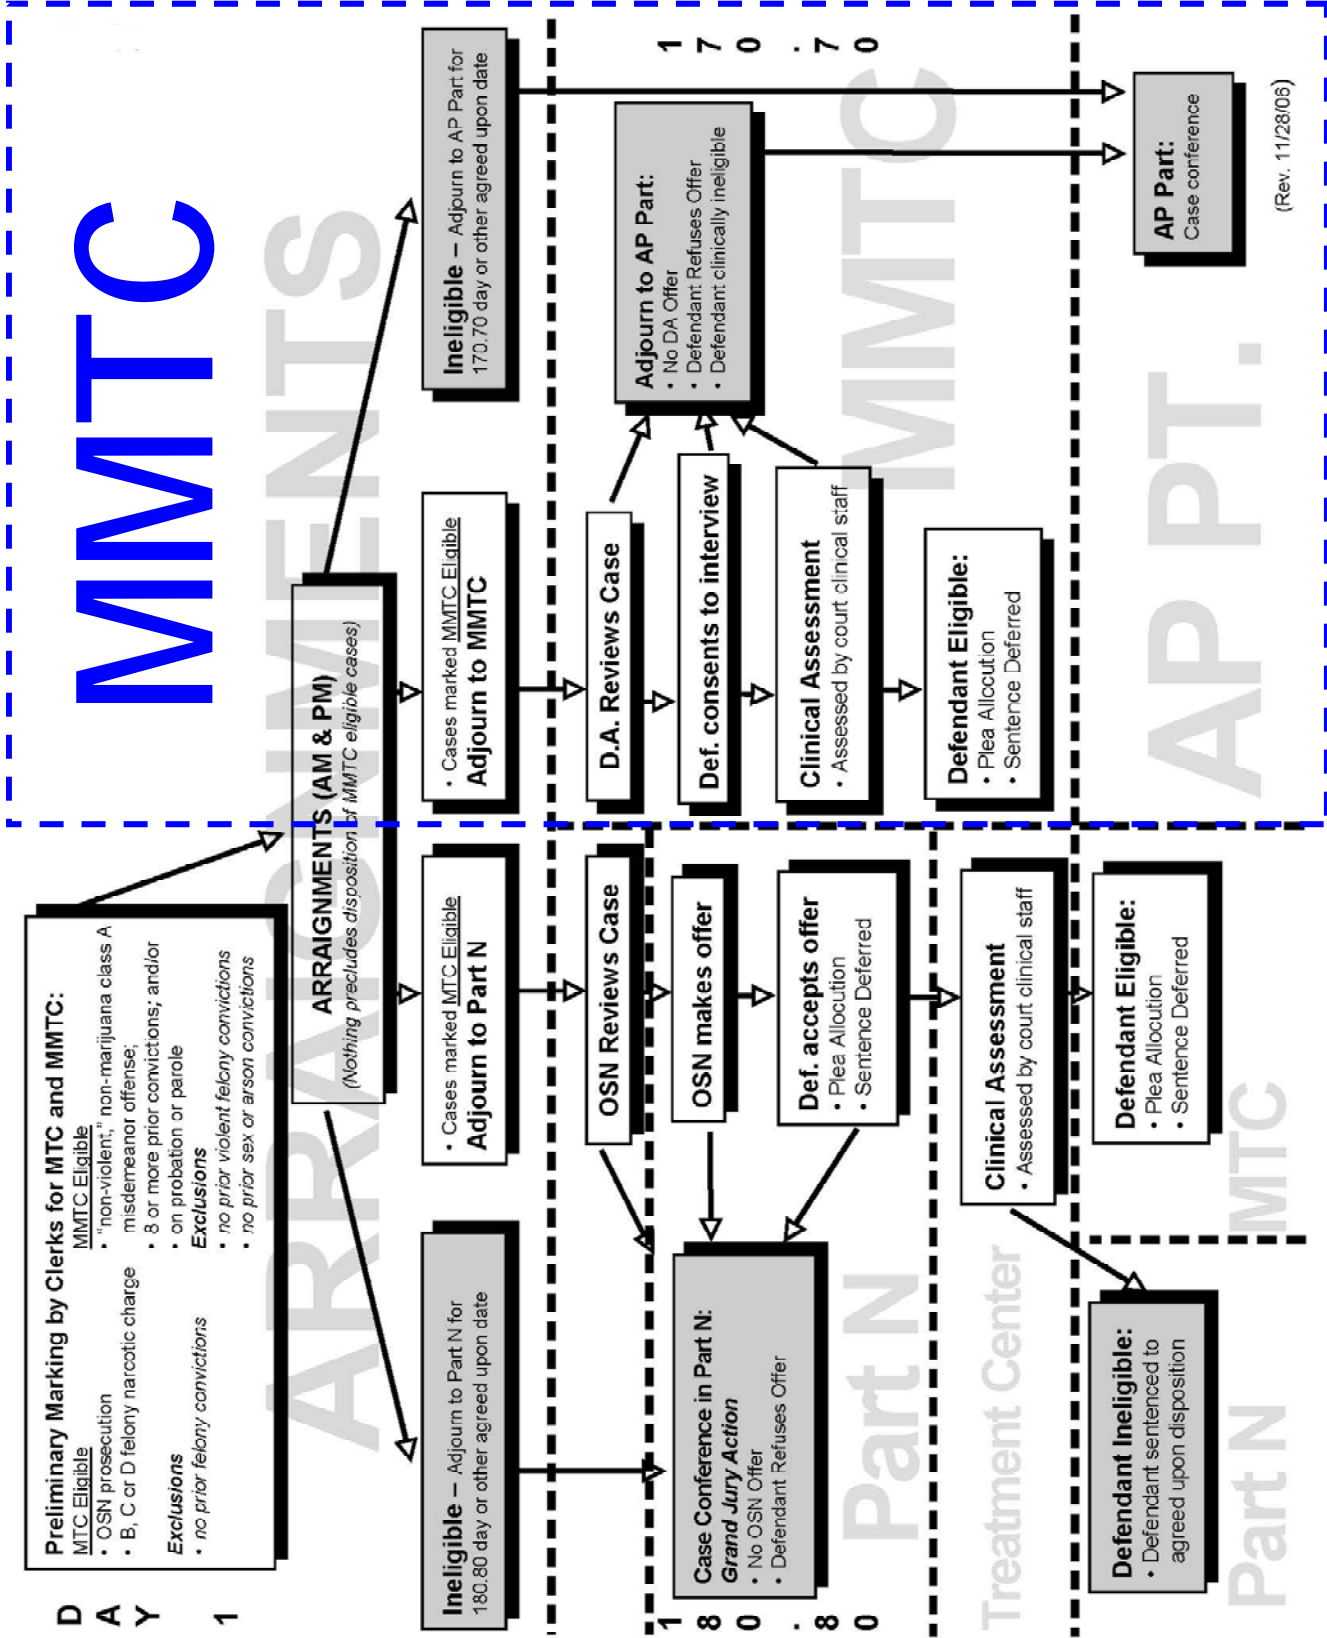 MMTC
DAY 1
Preliminary Marking by Clerks for MTC and MMTC:
MTC Eligible
• OSN prosecution
• B, C or D felony narcotic charge
Exclusions
• no prior felony convictions
MMTC Eligible
• "non-violent," non-marijuana class A
misdemeanor offense;
• 8 or more prior convictions; and/or
• on probation or parole
Exclusions
• no prior violent felony convictions
• no prior sex or arson convictions
ARRAIGNMENTS
ARRAIGNMENTS (AM & PM)
(Nothing precludes disposition of MMTC eligible cases)
Ineligible – Adjourn to Part N for
180.80 day or other agreed upon date
• Cases marked MTC Eligible
Adjourn to Part N
• Cases marked MMTC Eligible
Adjourn to MMTC
Ineligible – Adjourn to AP Part for
170.70 day or other agreed upon date
OSN Reviews Case
D.A. Reviews Case
180.80
Case Conference in Part N:
Grand Jury Action
• No OSN Offer
• Defendant Refuses Offer
OSN makes offer
Def. accepts offer
• Plea Allocution
• Sentence Deferred
Part N
Def. consents to interview
Clinical Assessment
• Assessed by court clinical staff
Defendant Eligible:
• Plea Allocution
• Sentence Deferred
Adjourn to AP Part:
• No DA Offer
• Defendant Refuses Offer
• Defendant clinically ineligible
170.70
MMTC
Treatment Center
Clinical Assessment
• Assessed by court clinical staff
Defendant Ineligible:
• Defendant sentenced to
agreed upon disposition
Part N
Defendant Eligible:
• Plea Allocution
• Sentence Deferred
MTC
AP PT.
AP Part:
Case conference
(Rev. 11/28/06)